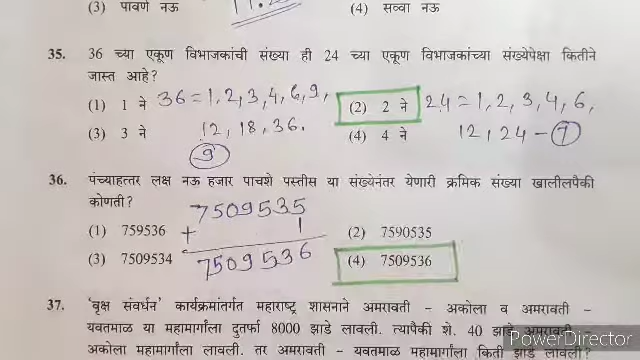 (3) पावणे नऊ (4) सव्वा नऊ
35. 36 च्या एकूण विभाजकांची संख्या ही 24 च्या एकूण विभाजकांच्या संख्येपेक्षा कितीने
जास्त आहे?
(1) 1 ने 36 = 1, 2, 3, 4, 6, 9, (2) 2 ने 24 = 1, 2, 3, 4, 6,
(3) 3 ने 12, 18, 36. (4) 4 ने 12, 24 – 7
9
36. पंच्याहत्तर लक्ष नऊ हजार पाचशे पस्तीस या संख्येनंतर येणारी क्रमिक संख्या खालीलपैकी
कोणती?
7509535
(1) 759536 + 1 (2) 7590535
(3) 7509534 7509536 (4) 7509536
37. 'वृक्ष संवर्धन' कार्यक्रमांतर्गत महाराष्ट्र शासनाने अमरावती – अकोला व अमरावती –
यवतमाळ या महामार्गांला दुतर्फा 8000 झाडे लावली. त्यापैकी शे. 40 झाडे अमरावती –
अकोला महामार्गाला लावली. तर अमरावती – यवतमाळ महामार्गाला किती झाडे लावली?
PowerDirector